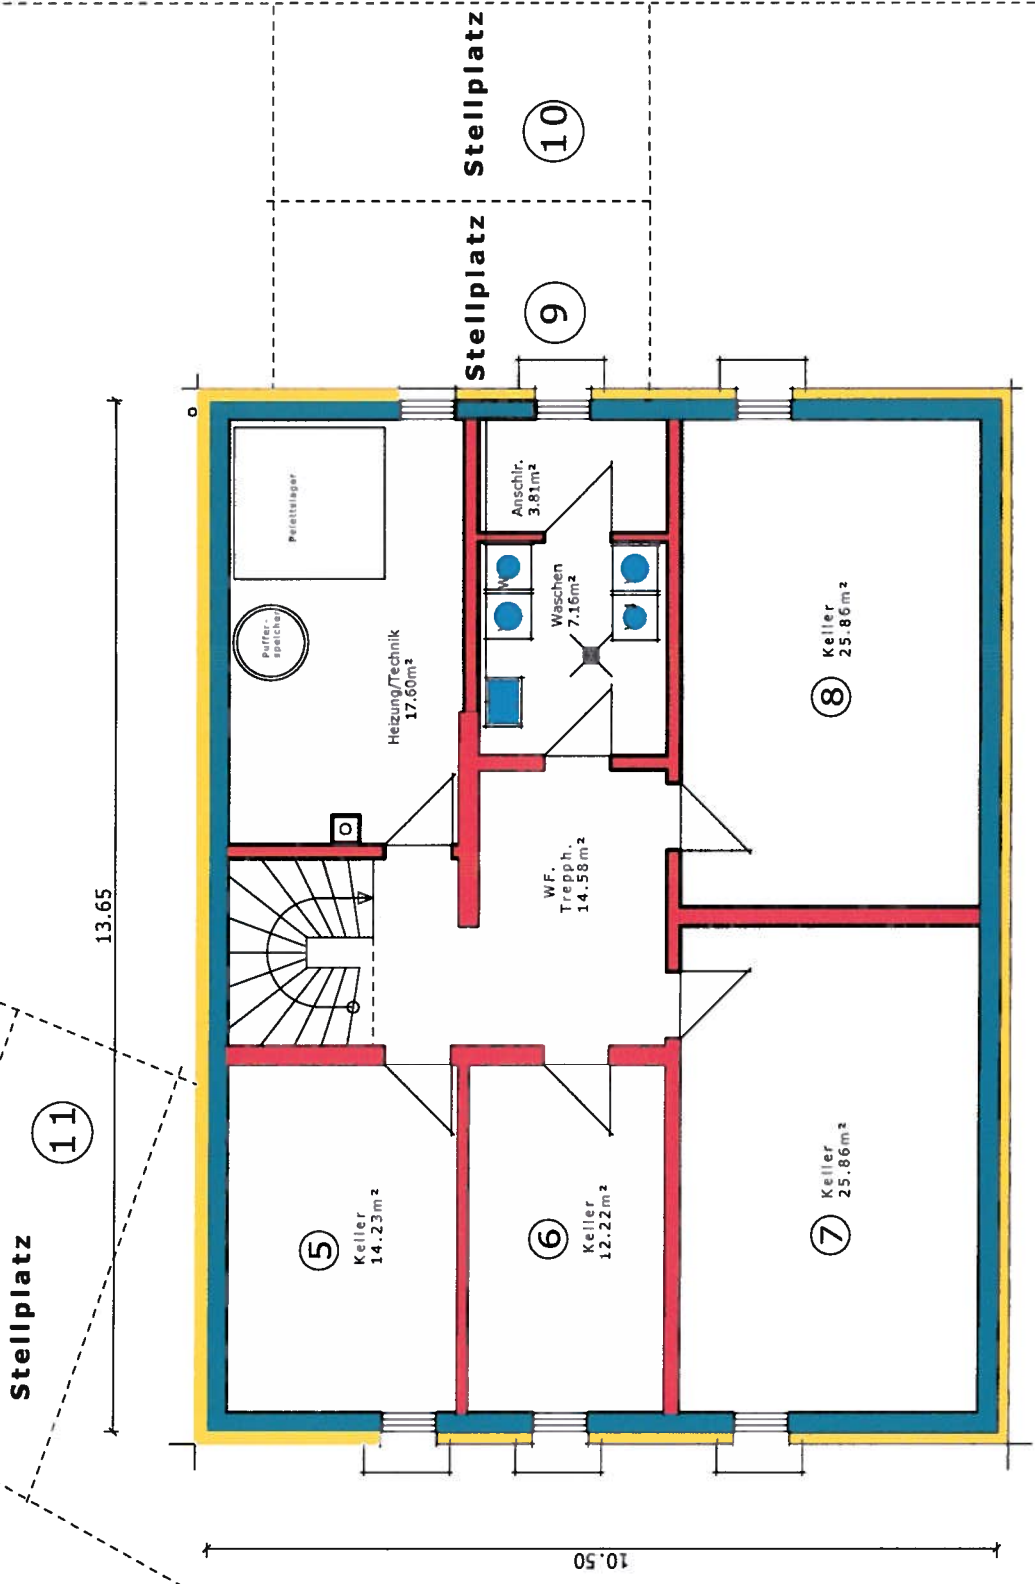 Stellplatz
10
Stellplatz
9
13.65
11
Stellplatz
Pelettslager
Puffer-
speicher
Heizung/Technik
17.60m²
Anschlr.
3.81m²
W
Waschen
7.16m²
WF.
Trepph.
14.58m²
5
Keller
14.23m²
6
Keller
12.22m²
8
Keller
25.86m²
7
Keller
25.86m²
10.50